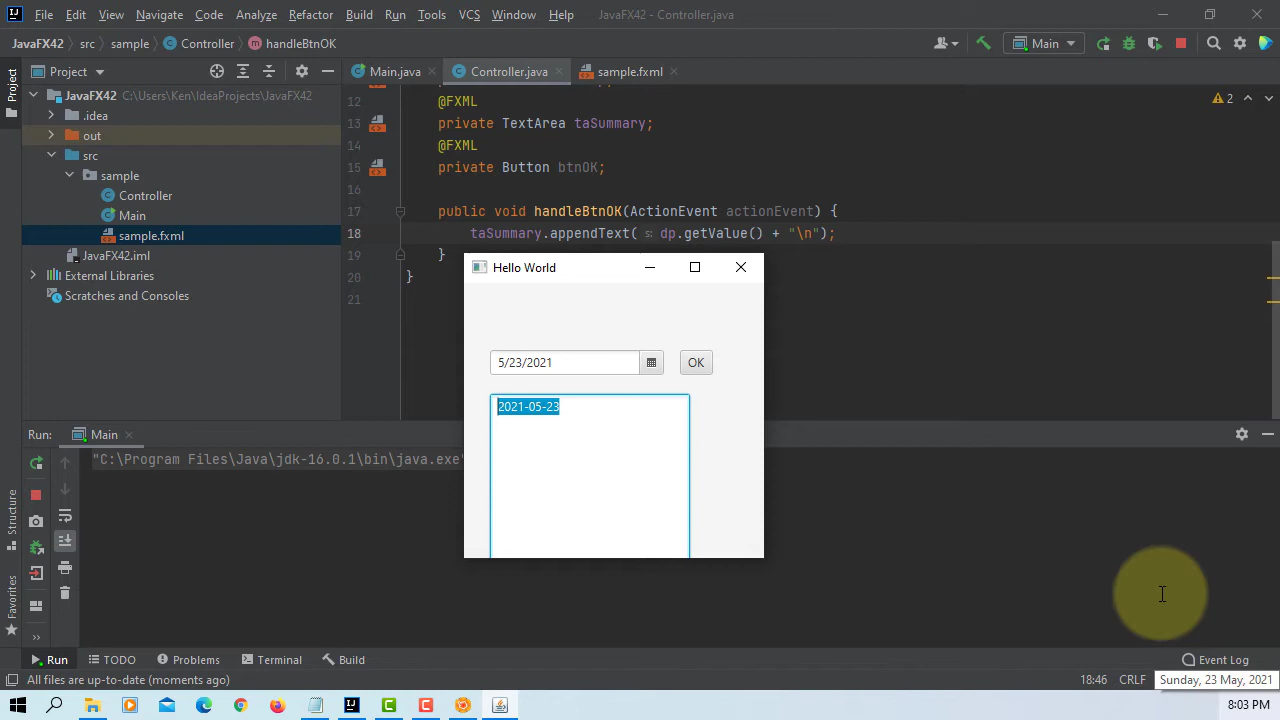 File Edit View Navigate Code Analyze Refactor Build Run Tools VCS Window Help JavaFX42 - Controller.java
JavaFX42 src sample Controller handleBtnOK Main
Project Main.java Controller.java sample.fxml
Project
JavaFX42 C:\Users\Ken\IdeaProjects\JavaFX42
.idea
out
src
sample
Controller
Main
sample.fxml
JavaFX42.iml
External Libraries
Scratches and Consoles
2
12 @FXML
13 private TextArea taSummary;
14 @FXML
15 private Button btnOK;
16
17 public void handleBtnOK(ActionEvent actionEvent) {
18 taSummary.appendText( s: dp.getValue() + "\n");
19 }
20 }
21
Hello World
5/23/2021 OK
2021-05-23
Run: Main
"C:\Program Files\Java\jdk-16.0.1\bin\java.exe"
Structure
Favorites
Run TODO Problems Terminal Build Event Log
All files are up-to-date (moments ago) 18:46 CRLF
Sunday, 23 May, 2021
8:03 PM